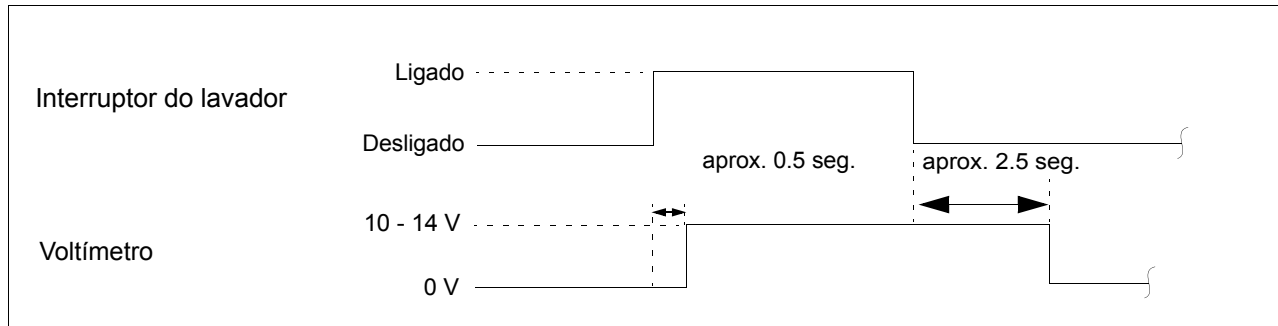 Ligado
Interruptor do lavador
Desligado
aprox. 0.5 seg.
aprox. 2.5 seg.
10 - 14 V
Voltímetro
0 V